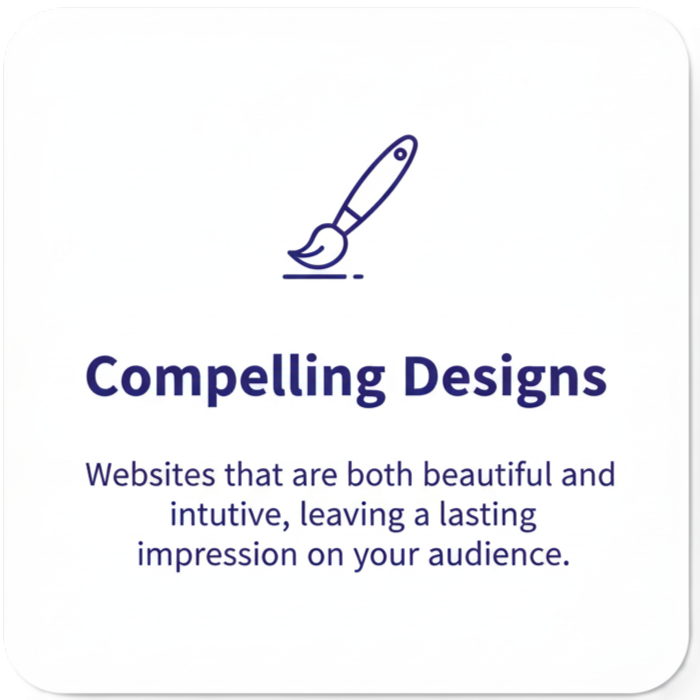 Compelling Designs
Websites that are both beautiful and
intutive, leaving a lasting
impression on your audience.